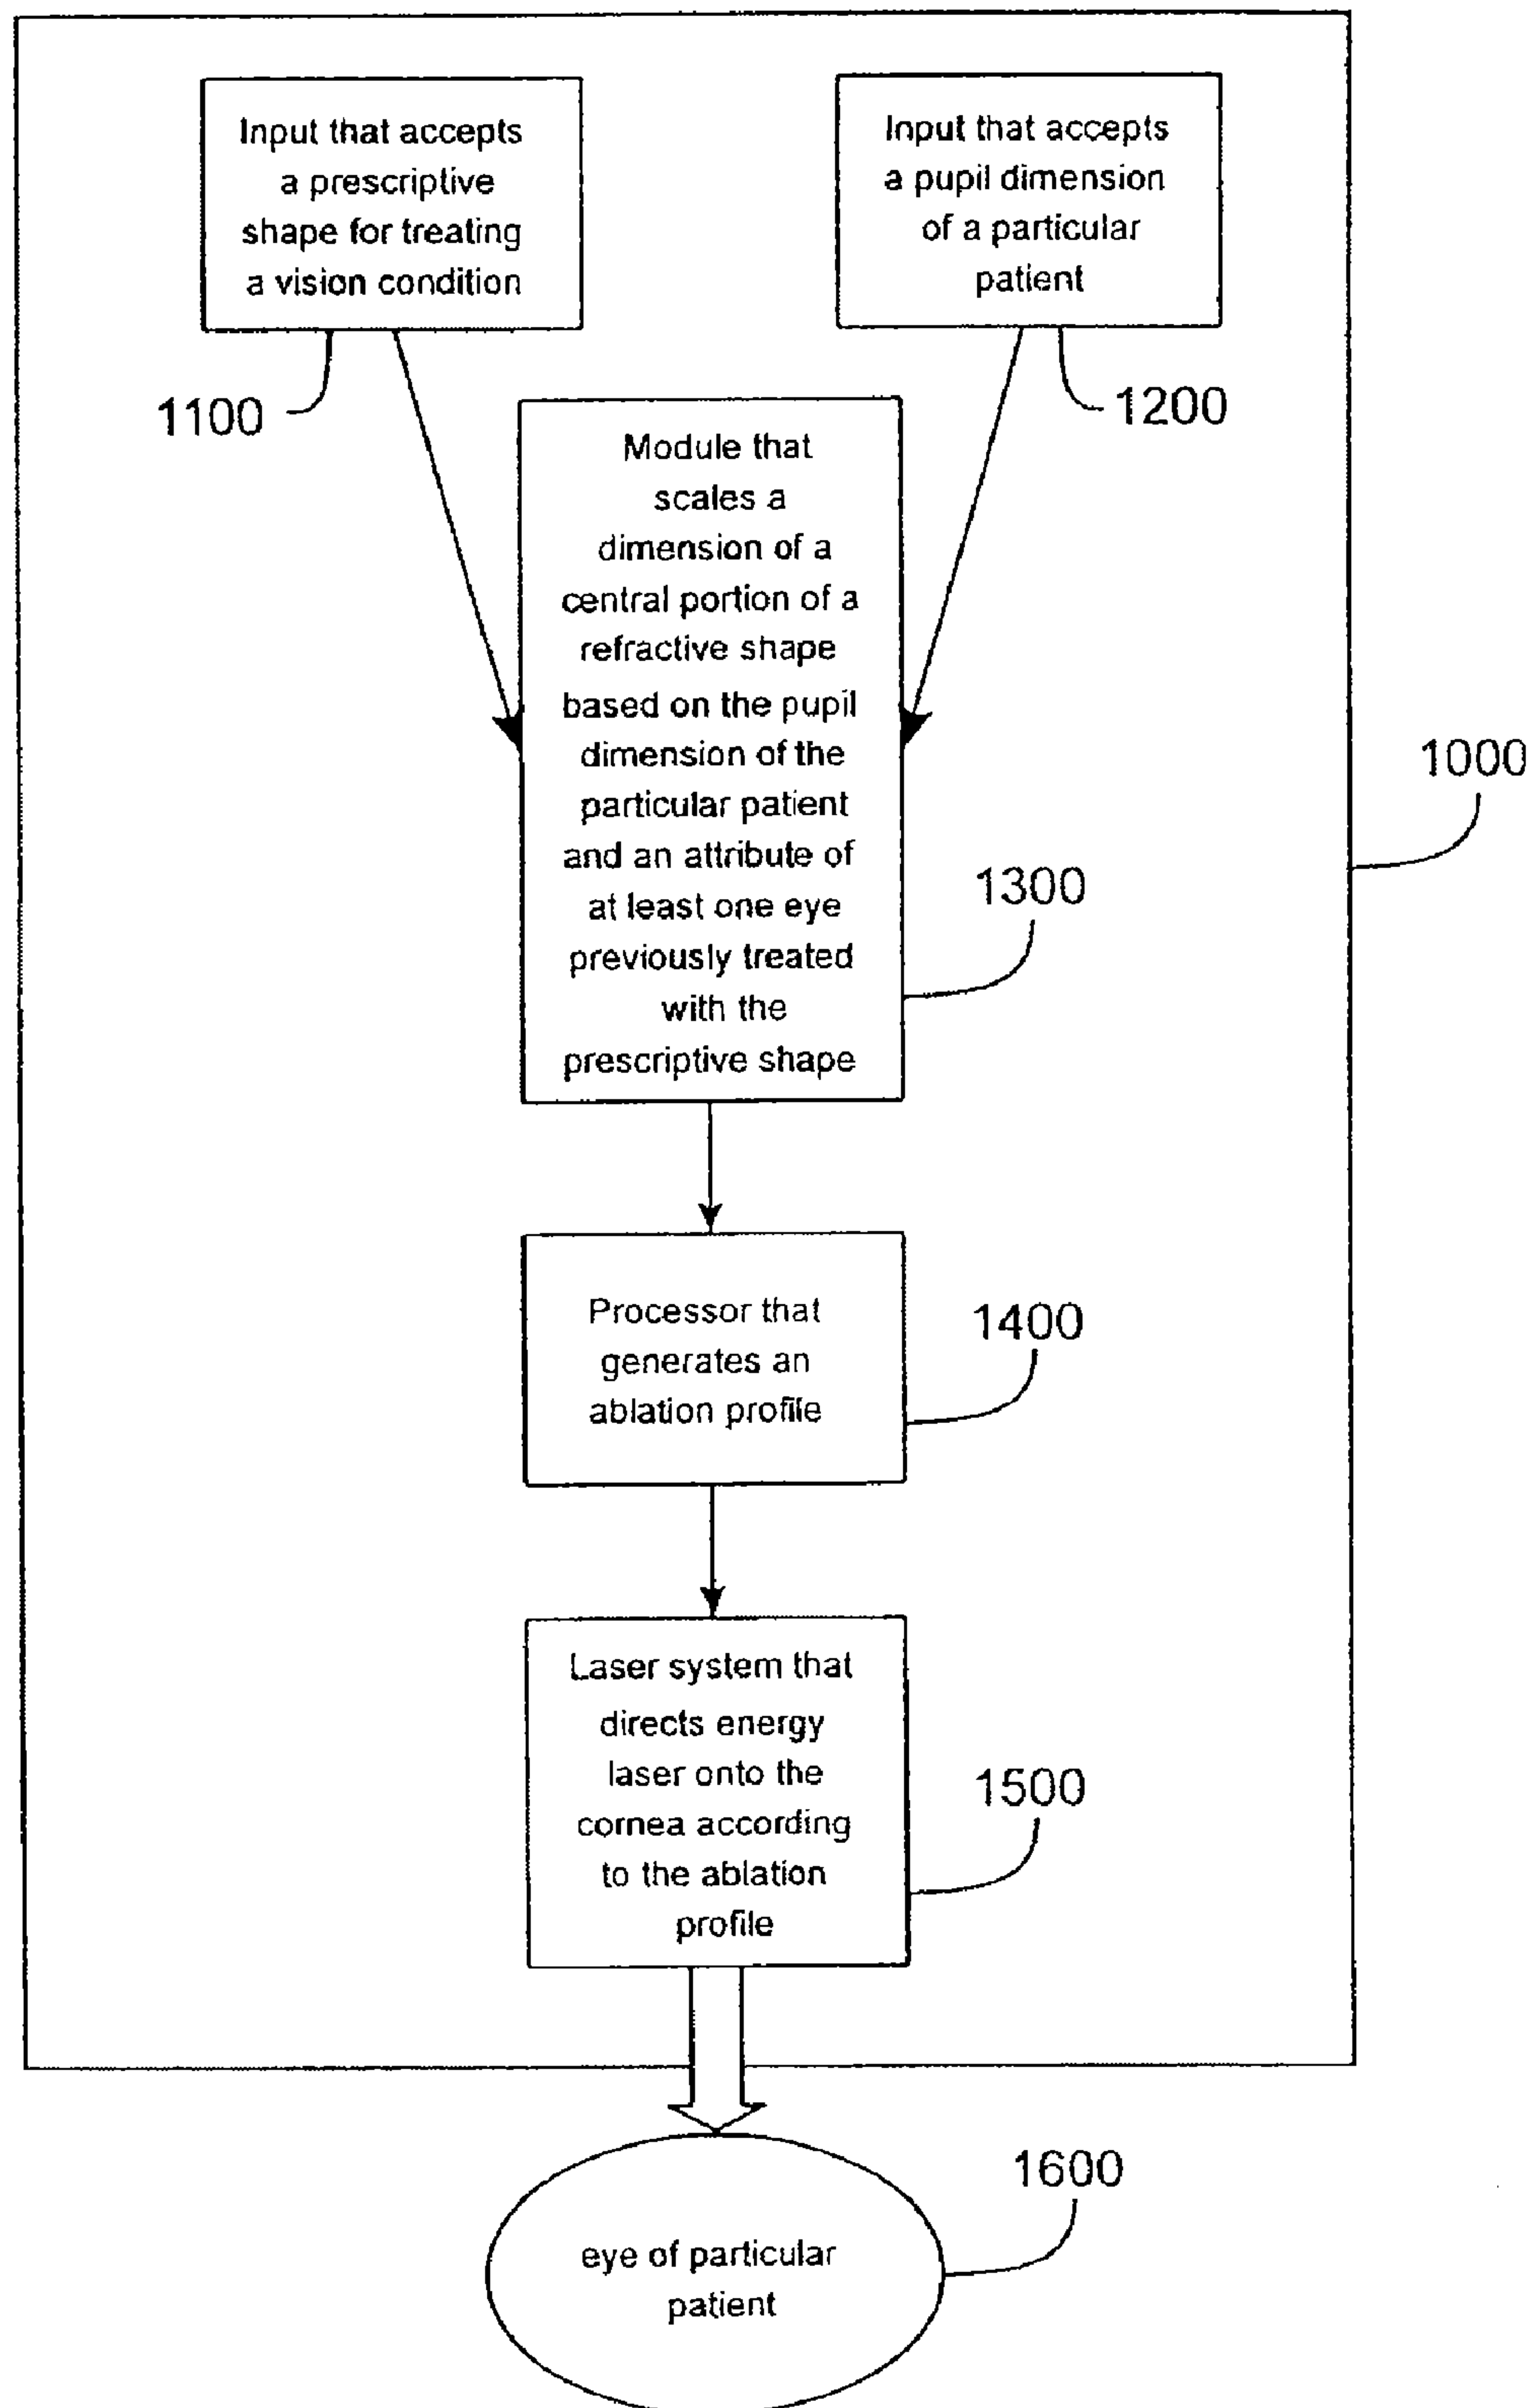 Input that accepts
a prescriptive
shape for treating
a vision condition
Input that accepts
a pupil dimension
of a particular
patient
1100
1200
Module that
scales a
dimension of a
central portion of a
refractive shape
based on the pupil
dimension of the
particular patient
and an attribute of
at least one eye
previously treated
with the
prescriptive shape
1000
1300
Processor that
generates an
ablation profile
1400
Laser system that
directs energy
laser onto the
cornea according
to the ablation
profile
1500
1600
eye of particular
patient